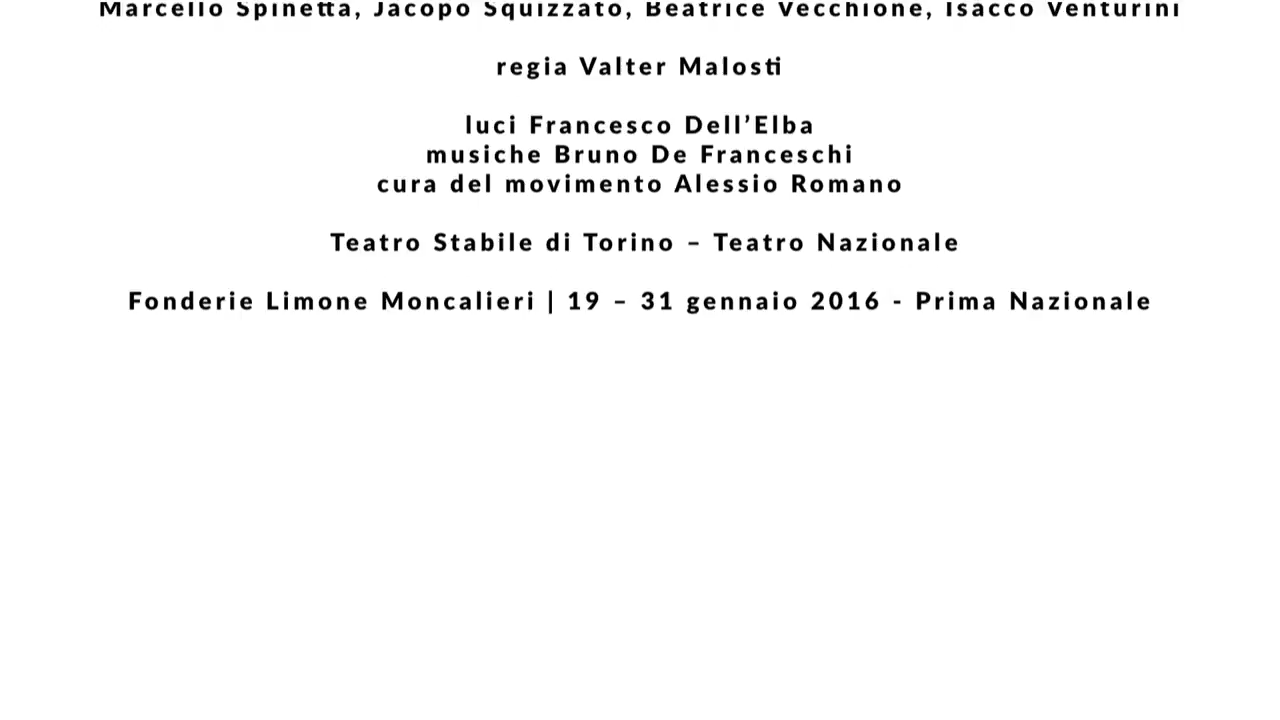 Marcello Spinetta, Jacopo Squizzato, Beatrice Vecchione, Isacco Venturini
regia Valter Malosti
luci Francesco Dell’Elba
musiche Bruno De Franceschi
cura del movimento Alessio Romano
Teatro Stabile di Torino – Teatro Nazionale
Fonderie Limone Moncalieri | 19 – 31 gennaio 2016 - Prima Nazionale